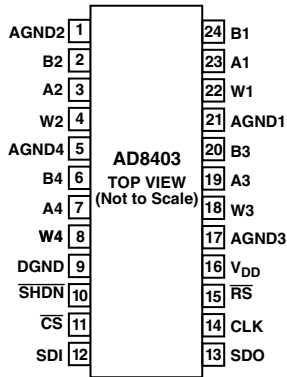 AGND2 1
B2 2
A2 3
W2 4
AGND4 5
B4 6
A4 7
W4 8
DGND 9
SHDN 10
CS 11
SDI 12
AD8403
TOP VIEW
(Not to Scale)
24 B1
23 A1
22 W1
21 AGND1
20 B3
19 A3
18 W3
17 AGND3
16 VDD
15 RS
14 CLK
13 SDO